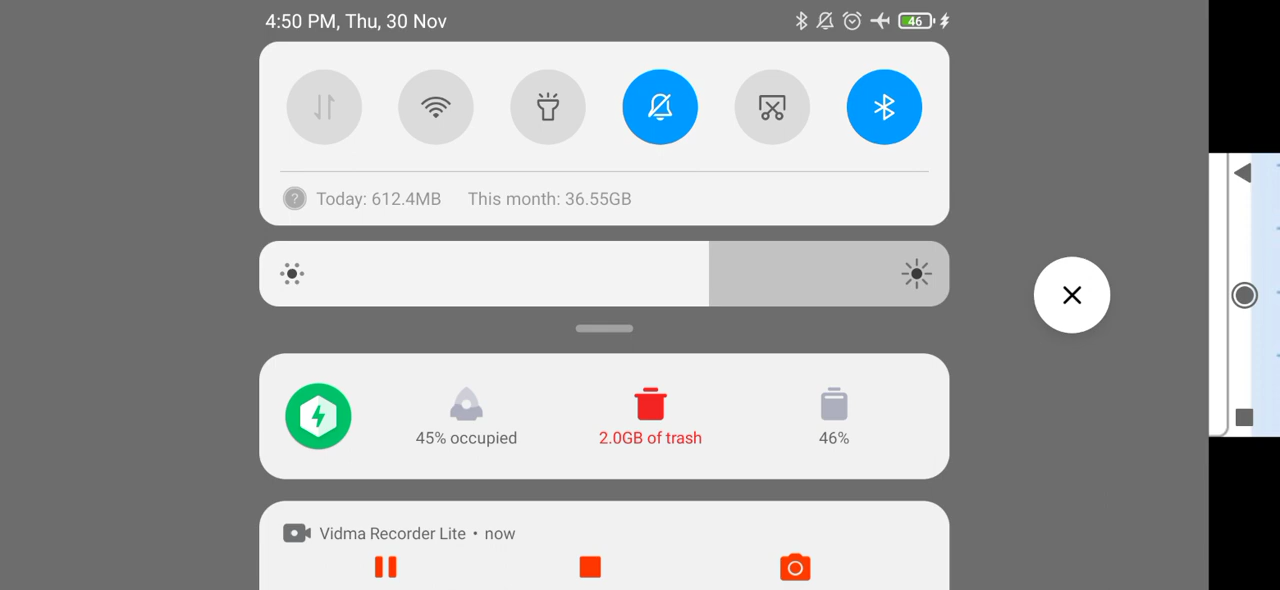 4:50 PM, Thu, 30 Nov
46
? Today: 612.4MB This month: 36.55GB
45% occupied
2.0GB of trash
46%
Vidma Recorder Lite • now